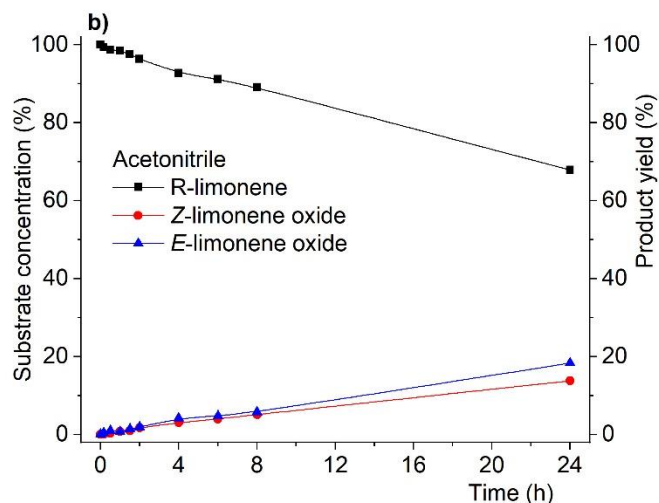 b)
100
80
60
40
20
0
Substrate concentration (%)
Acetonitrile
R-limonene
Z-limonene oxide
E-limonene oxide
100
80
60
40
20
0
Product yield (%)
0 4 8 12 16 20 24
Time (h)